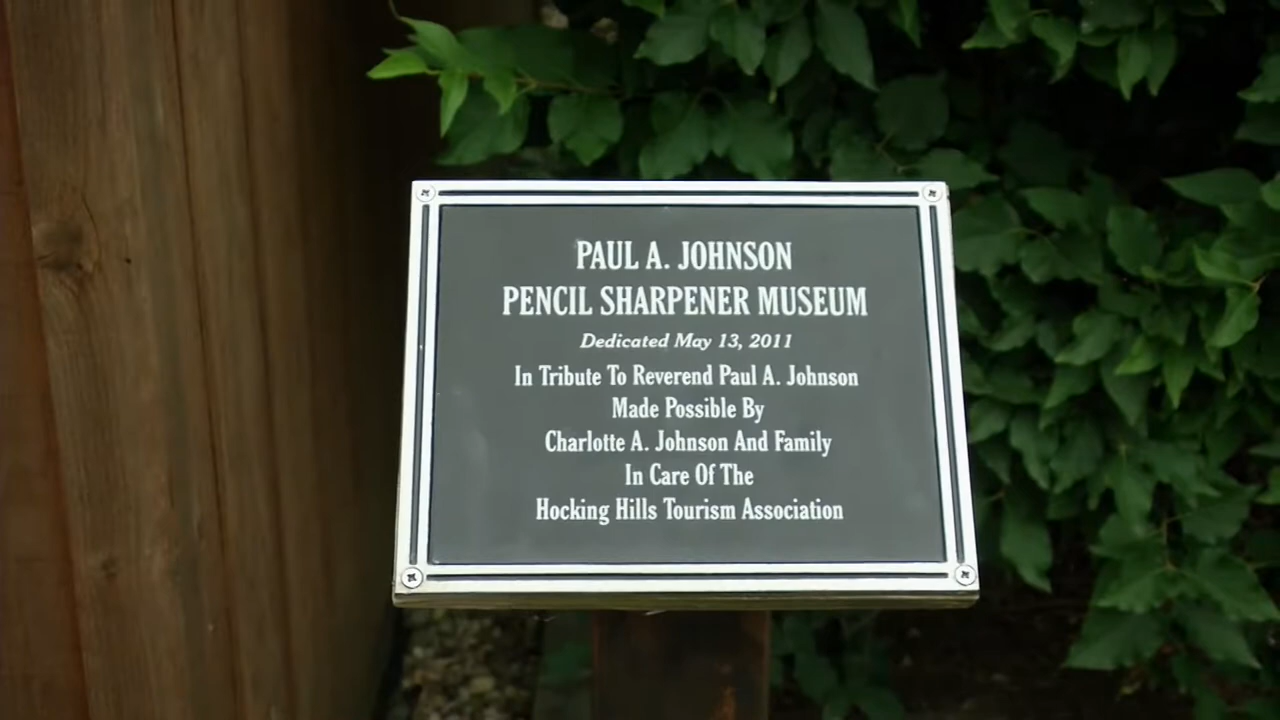 PAUL A. JOHNSON
PENCIL SHARPENER MUSEUM
Dedicated May 13, 2011
In Tribute To Reverend Paul A. Johnson
Made Possible By
Charlotte A. Johnson And Family
In Care Of The
Hocking Hills Tourism Association